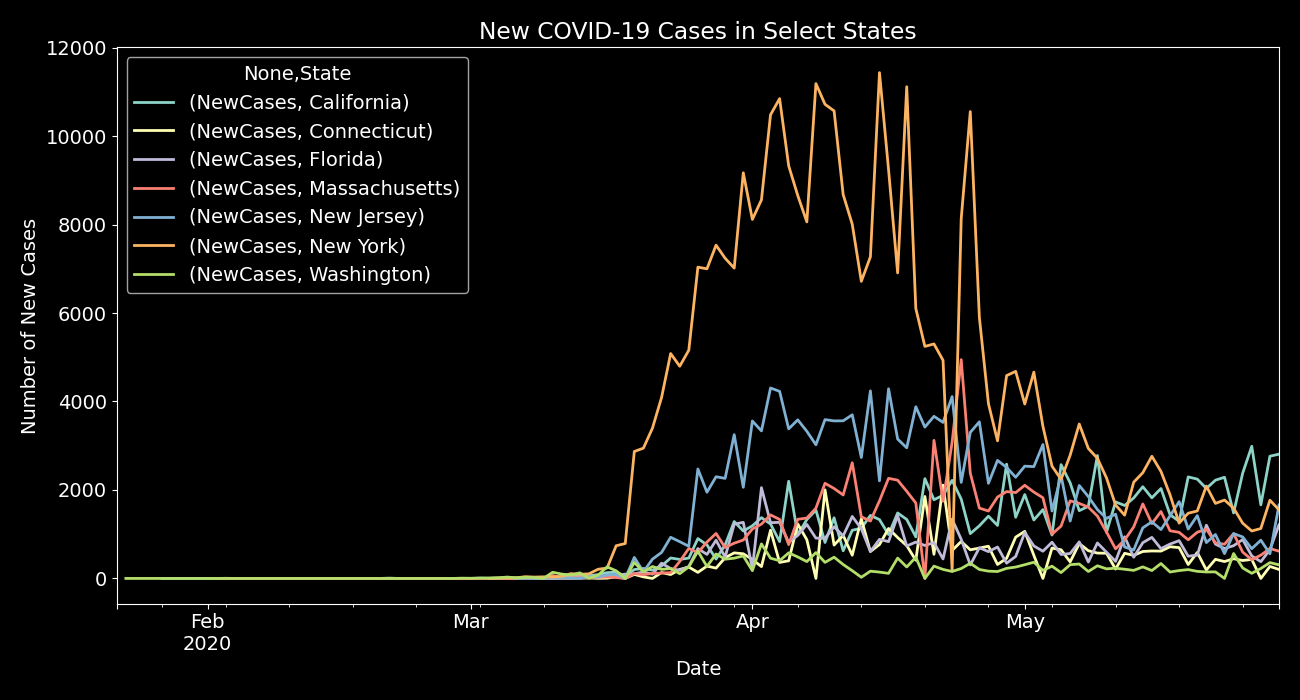 New COVID-19 Cases in Select States
12000
10000
8000
6000
4000
2000
0
Number of New Cases
None,State
(NewCases, California)
(NewCases, Connecticut)
(NewCases, Florida)
(NewCases, Massachusetts)
(NewCases, New Jersey)
(NewCases, New York)
(NewCases, Washington)
Feb Mar Apr May
2020
Date